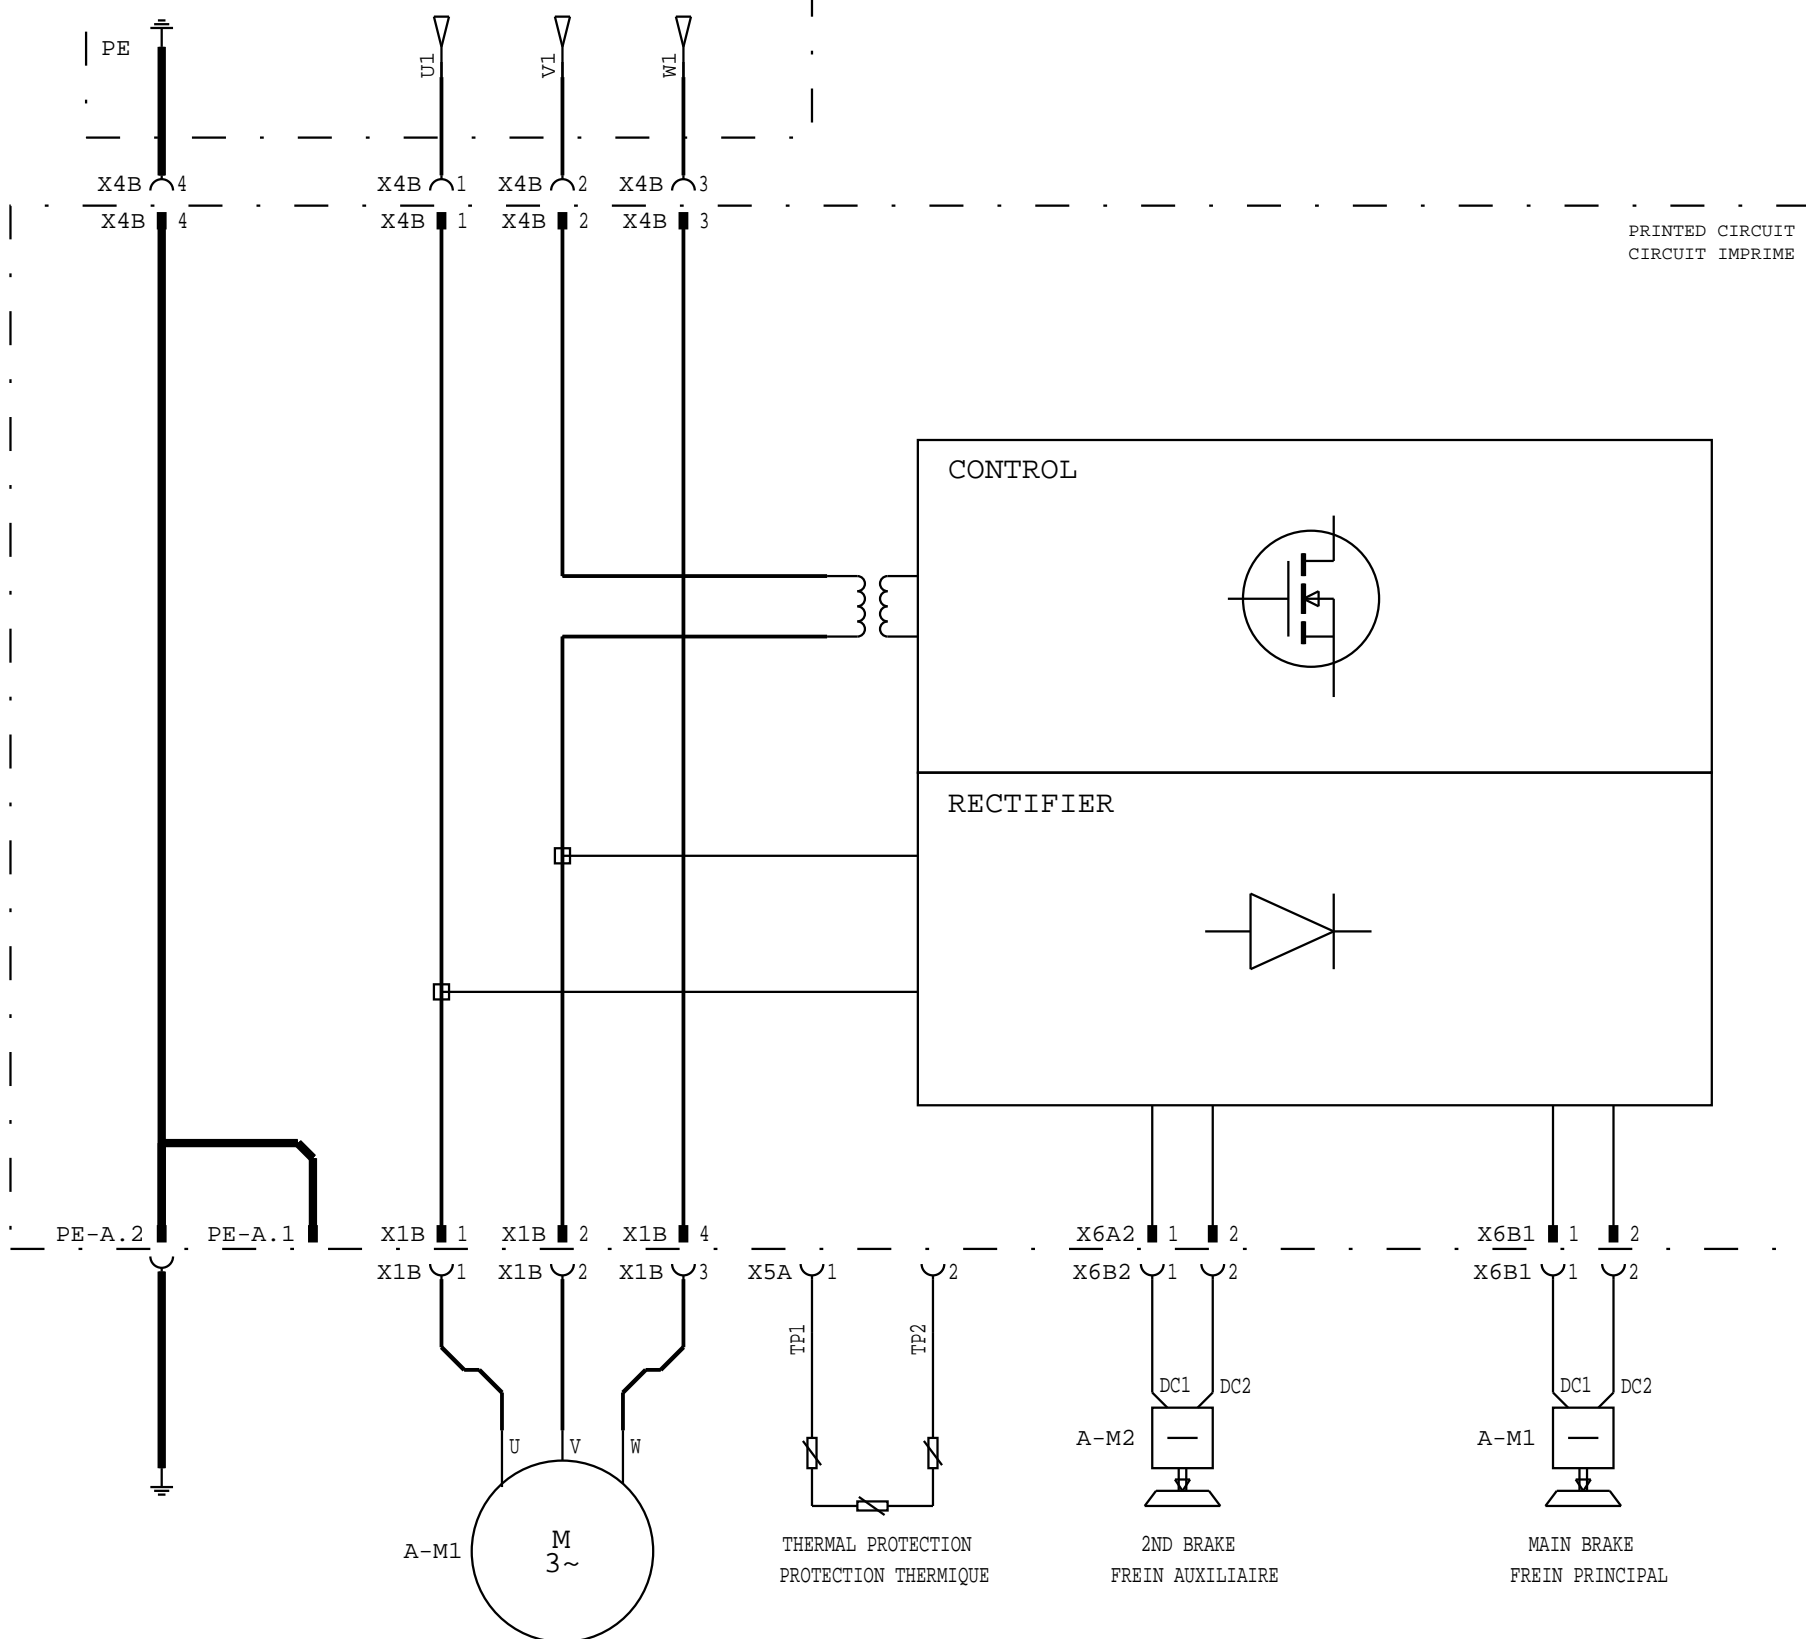 PE
U1
V1
W1
X4B 4 X4B 1 X4B 2 X4B 3
X4B 4 X4B 1 X4B 2 X4B 3
PRINTED CIRCUIT
CIRCUIT IMPRIME
CONTROL
RECTIFIER
PE-A.2 PE-A.1 X1B 1 X1B 2 X1B 4 X6A2 1 2 X6B1 1 2
X1B 1 X1B 2 X1B 3 X5A 1 2 X6B2 1 2 X6B1 1 2
TP1
TP2
DC1 DC2 DC1 DC2
A-M2 A-M1
U V W
A-M1
M
3~
THERMAL PROTECTION
PROTECTION THERMIQUE
2ND BRAKE
FREIN AUXILIAIRE
MAIN BRAKE
FREIN PRINCIPAL